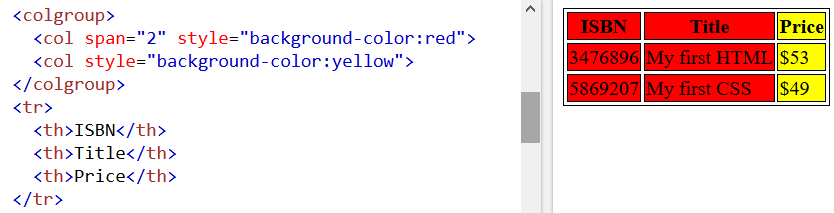 <colgroup>
  <col span="2" style="background-color:red">
  <col style="background-color:yellow">
</colgroup>
<tr>
  <th>ISBN</th>
  <th>Title</th>
  <th>Price</th>
</tr>
ISBN Title Price
3476896 My first HTML $53
5869207 My first CSS $49